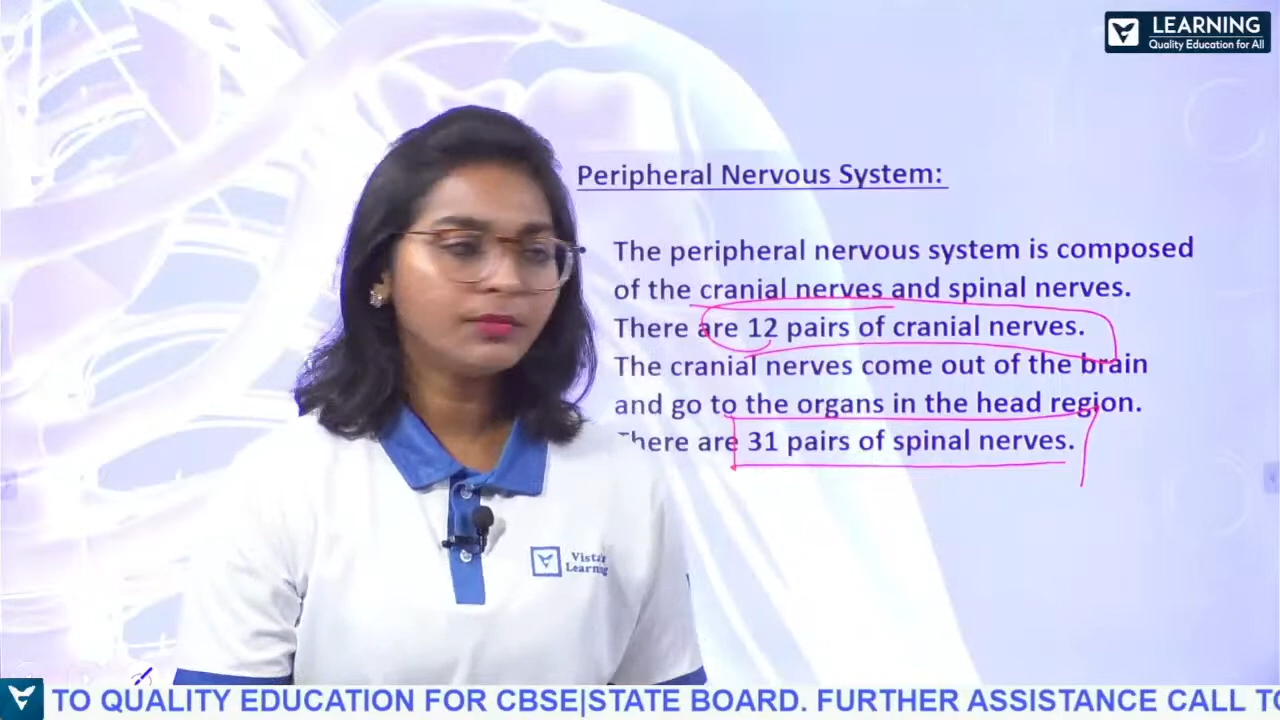 LEARNING
Quality Education for All
Peripheral Nervous System:
The peripheral nervous system is composed
of the cranial nerves and spinal nerves.
There are 12 pairs of cranial nerves.
The cranial nerves come out of the brain
and go to the organs in the head region.
There are 31 pairs of spinal nerves.
Vista's
Learning
TO QUALITY EDUCATION FOR CBSE|STATE BOARD. FURTHER ASSISTANCE CALL TO